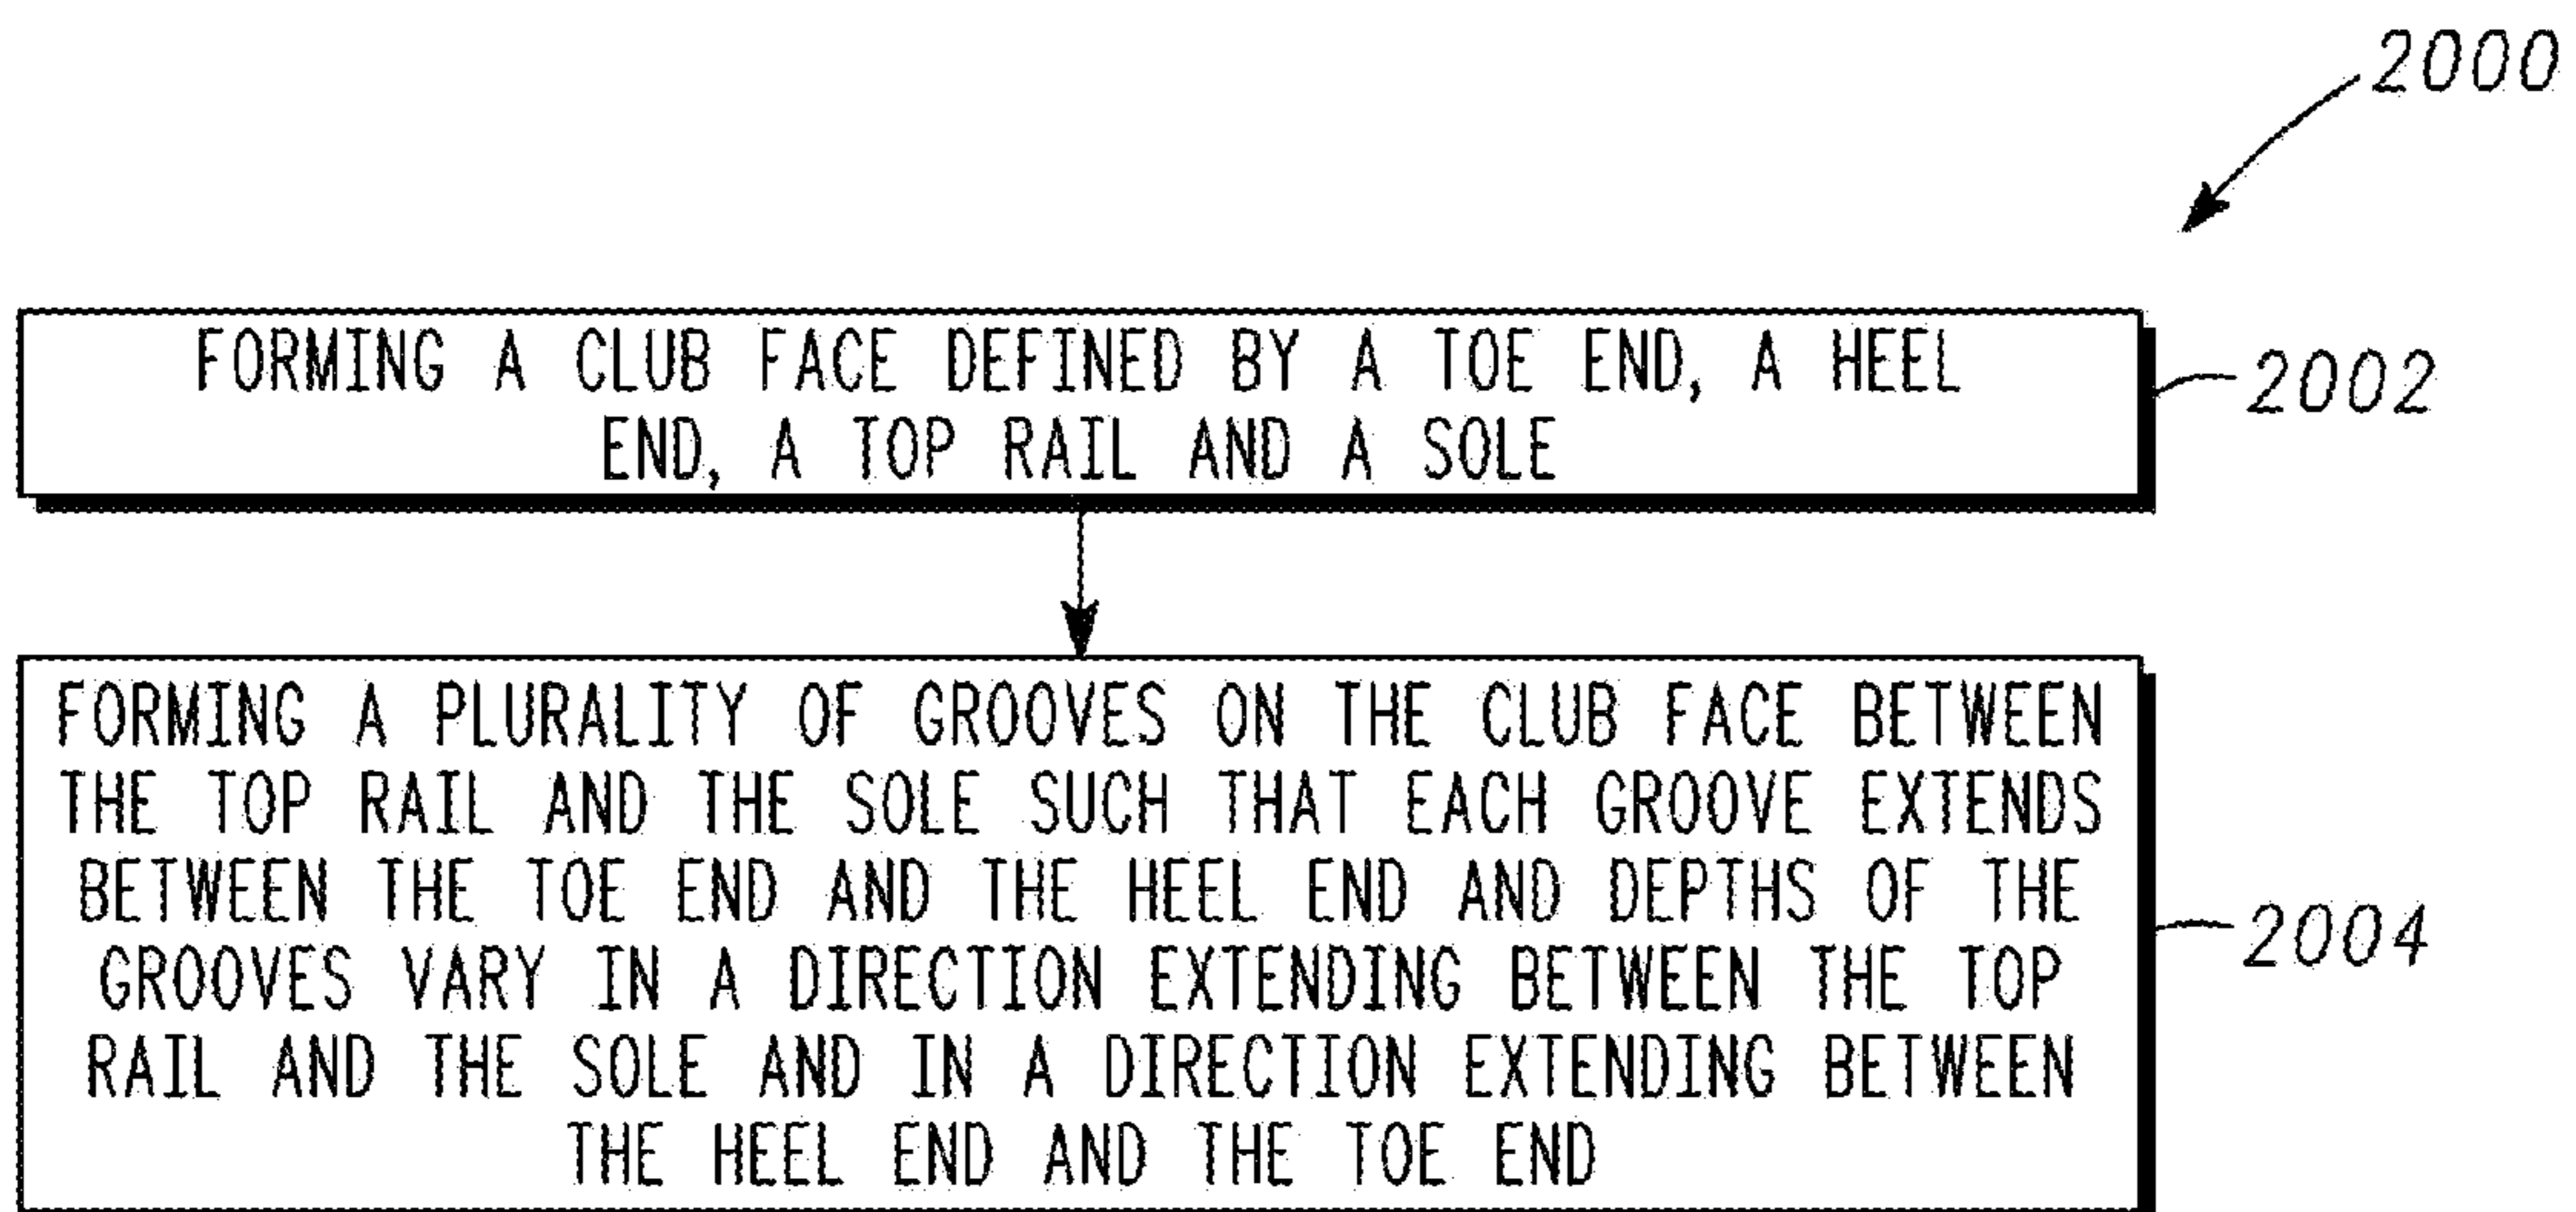 2000
FORMING A CLUB FACE DEFINED BY A TOE END, A HEEL
END, A TOP RAIL AND A SOLE
2002
FORMING A PLURALITY OF GROOVES ON THE CLUB FACE BETWEEN
THE TOP RAIL AND THE SOLE SUCH THAT EACH GROOVE EXTENDS
BETWEEN THE TOE END AND THE HEEL END AND DEPTHS OF THE
GROOVES VARY IN A DIRECTION EXTENDING BETWEEN THE TOP
RAIL AND THE SOLE AND IN A DIRECTION EXTENDING BETWEEN
THE HEEL END AND THE TOE END
2004